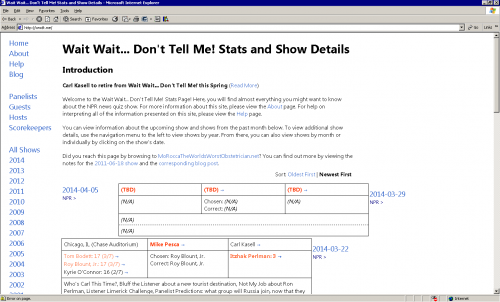 Wait Wait... Don't Tell Me! Stats and Show Details - Microsoft Internet Explorer
File Edit View Favorites Tools Help
Back Search Favorites
Address http://wwdt.me/ Go Links
Home
About
Help
Blog
Panelists
Guests
Hosts
Scorekeepers
All Shows
2014
2013
2012
2011
2010
2009
2008
2007
2006
2005
2004
2003
2002
2001
Wait Wait... Don't Tell Me! Stats and Show Details
Introduction
Carl Kasell to retire from Wait Wait...Don't Tell Me! this Spring (Read More)
Welcome to the Wait Wait... Don't Tell Me! Stats Page! Here, you will find almost everything you might want to know
about the NPR news quiz show. For more information about this site, please view the About page. For help on
interpreting all of the information presented on this site, please view the Help page.
You can view information about the upcoming show and shows from the past month below. To view additional show
details, use the navigation menu to the left to view shows by year. From there, you can also view shows by month or
individually by clicking on the show's date.
Did you reach this page by browsing to MoRoccaTheWorldsWorstObstetrician.net? You can find out more by viewing the
notes for the 2011-06-18 show and the corresponding blog post.
Sort: Oldest First | Newest First
2014-04-05
NPR >
(TBD) (TBD) → (TBD) →
(N/A) Chosen: (N/A) (N/A)
Correct: (N/A)
(N/A)
(N/A)
2014-03-29
NPR >
Chicago, IL (Chase Auditorium) Mike Pesca → Carl Kasell →
Tom Bodett: 17 (3/7) → Chosen: Roy Blount, Jr. Itzhak Perlman: 3 →
Roy Blount Jr.: 17 (2/7) → Correct: Roy Blount, Jr.
Kyrie O'Connor: 16 (2/7) →
2014-03-22
NPR >
Who's Carl This Time?, Bluff the Listener about a new tourist destination, Not My Job about Ron
Perlman, Listener Limerick Challenge, Panelist Predictions: what group will Russia join, now that they
Error on page. Internet